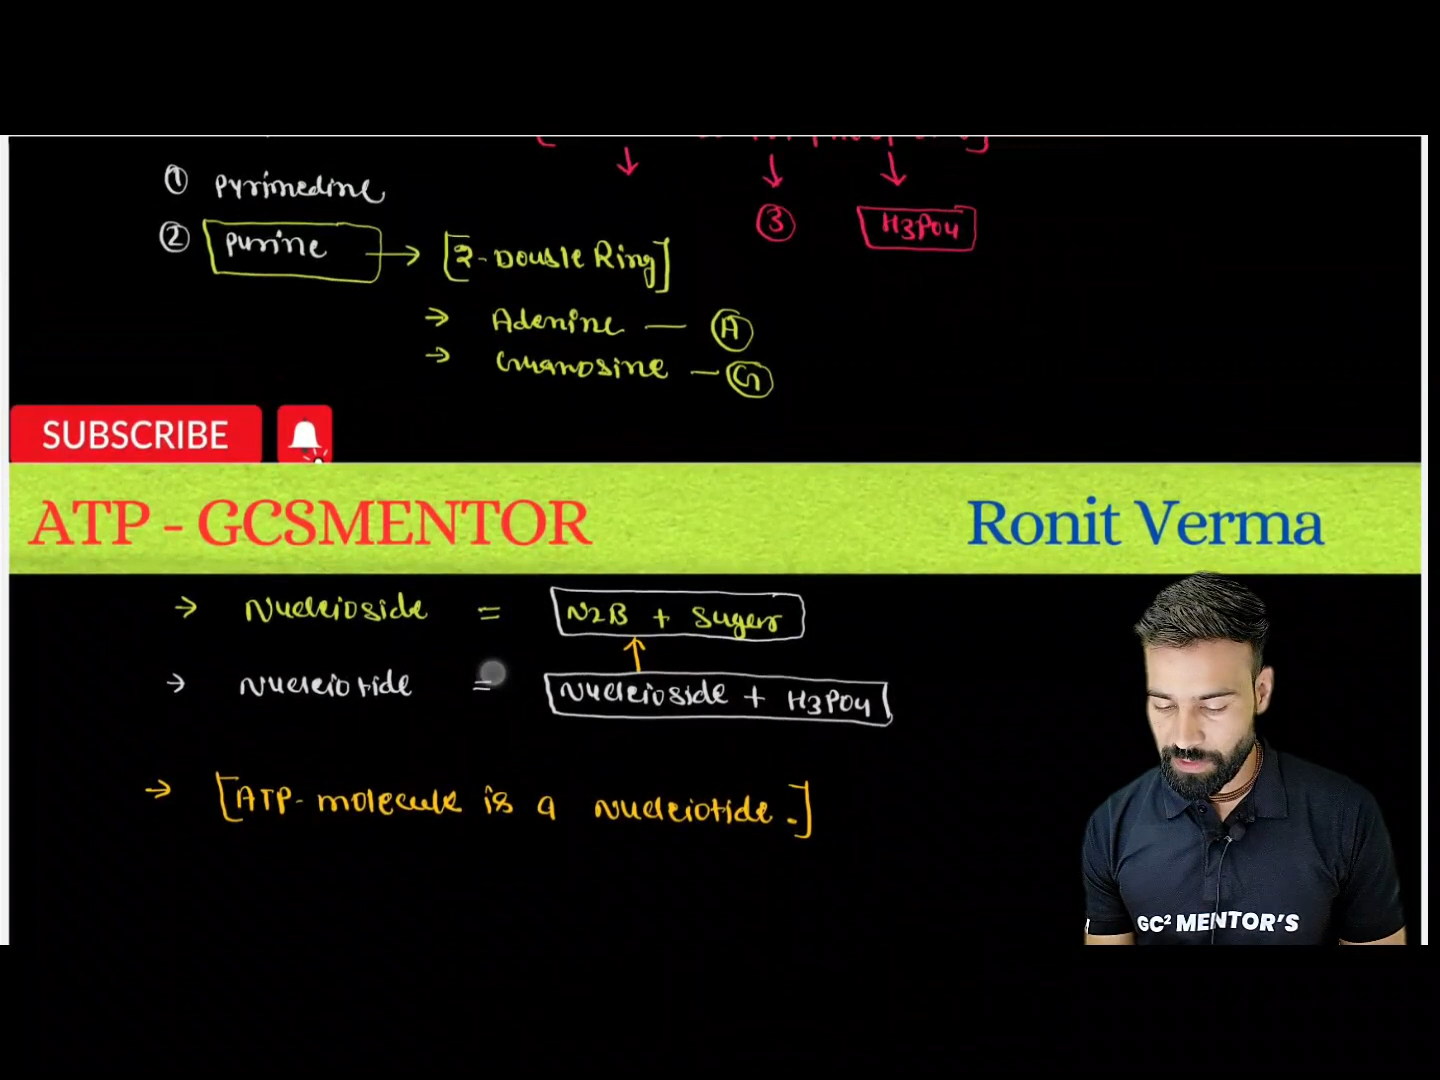 ① Pyrimedine
② Purine → [2-Double Ring]
③ H3PO4
→ Adenine — Ⓐ
→ Guanosine — Ⓖ
SUBSCRIBE
ATP - GCSMENTOR Ronit Verma
→ Nucleioside = N2B + Suger
→ Nucleiotide = Nucleioside + H3PO4
→ [ATP-molecule is a Nucleiotide.]
GC² MENTOR'S